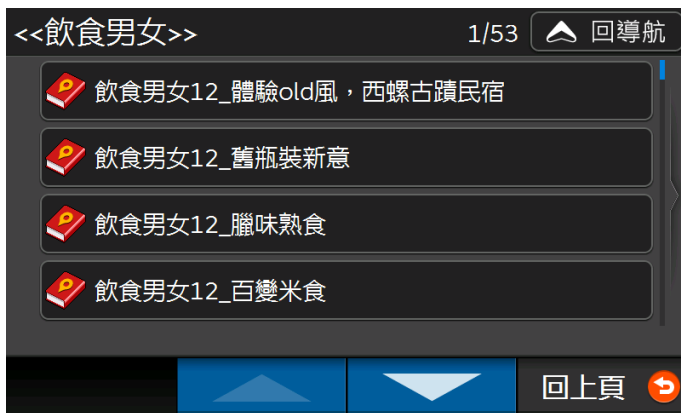 <<飲食男女>> 1/53 回導航
飲食男女12_體驗old風，西螺古蹟民宿
飲食男女12_舊瓶裝新意
飲食男女12_臘味熟食
飲食男女12_百變米食
回上頁